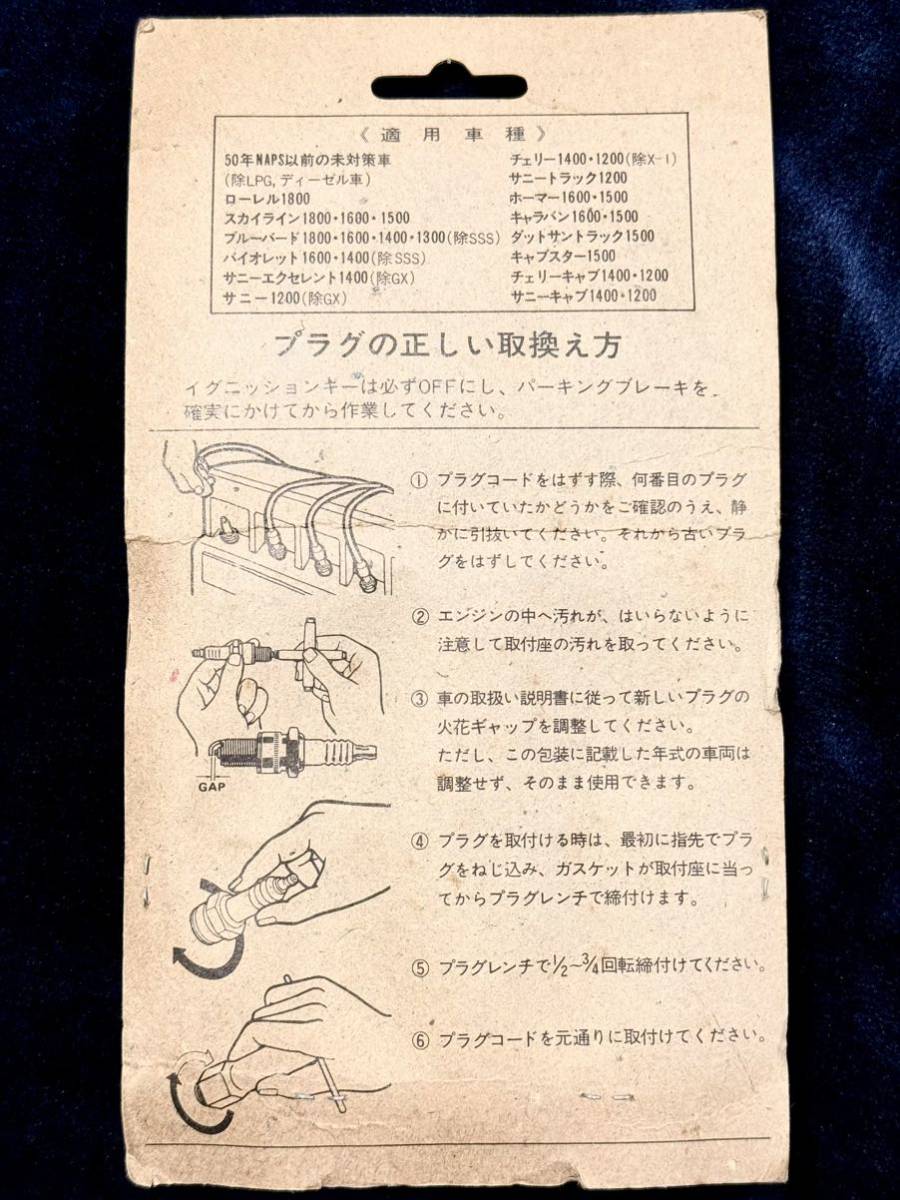 《適用車種》
50年NAPS以前の未対策車
(除LPG, ディーゼル車)
ローレル1800
スカイライン1800・1600・1500
ブルーバード1800・1600・1400・1300(除SSS)
バイオレット1600・1400(除SSS)
サニーエクセレント1400(除GX)
サニー1200(除GX)
チェリー1400・1200(除X-I)
サニートラック1200
ホーマー1600・1500
キャラバン1600・1500
ダットサントラック1500
キャブスター1500
チェリーキャブ1400・1200
サニーキャブ1400・1200
プラグの正しい取換え方
イグニッションキーは必ずOFFにし、パーキングブレーキを
確実にかけてから作業してください。
① プラグコードをはずす際、何番目のプラグ
に付いていたかどうかをご確認のうえ、静
かに引抜いてください。それから古いプラ
グをはずしてください。
② エンジンの中へ汚れが、はいらないように
注意して取付座の汚れを取ってください。
③ 車の取扱い説明書に従って新しいプラグの
火花ギャップを調整してください。
ただし、この包装に記載した年式の車両は
調整せず、そのまま使用できます。
GAP
④ プラグを取付ける時は、最初に指先でプラ
グをねじ込み、ガスケットが取付座に当っ
てからプラグレンチで締付けます。
⑤ プラグレンチで½~¾回転締付けてください。
⑥ プラグコードを元通りに取付けてください。